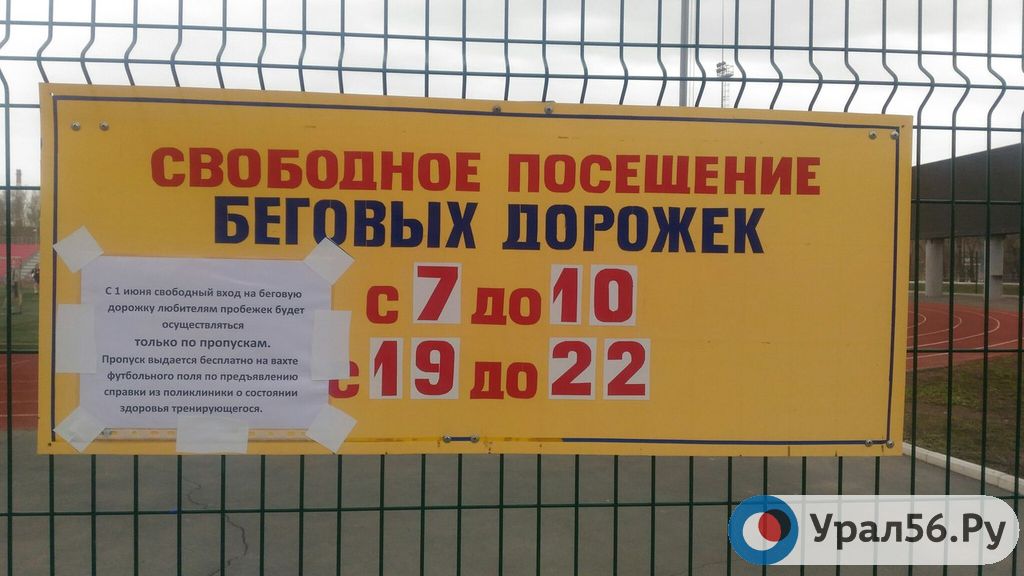 СВОБОДНОЕ ПОСЕЩЕНИЕ
БЕГОВЫХ ДОРОЖЕК
с 7 до 10
с 19 до 22
С 1 июня свободный вход на беговую
дорожку любителям пробежек будет
осуществляться
только по пропускам.
Пропуск выдается бесплатно на вахте
футбольного поля по предъявлению
справки из поликлиники о состоянии
здоровья тренирующегося.
Урал56.Ру